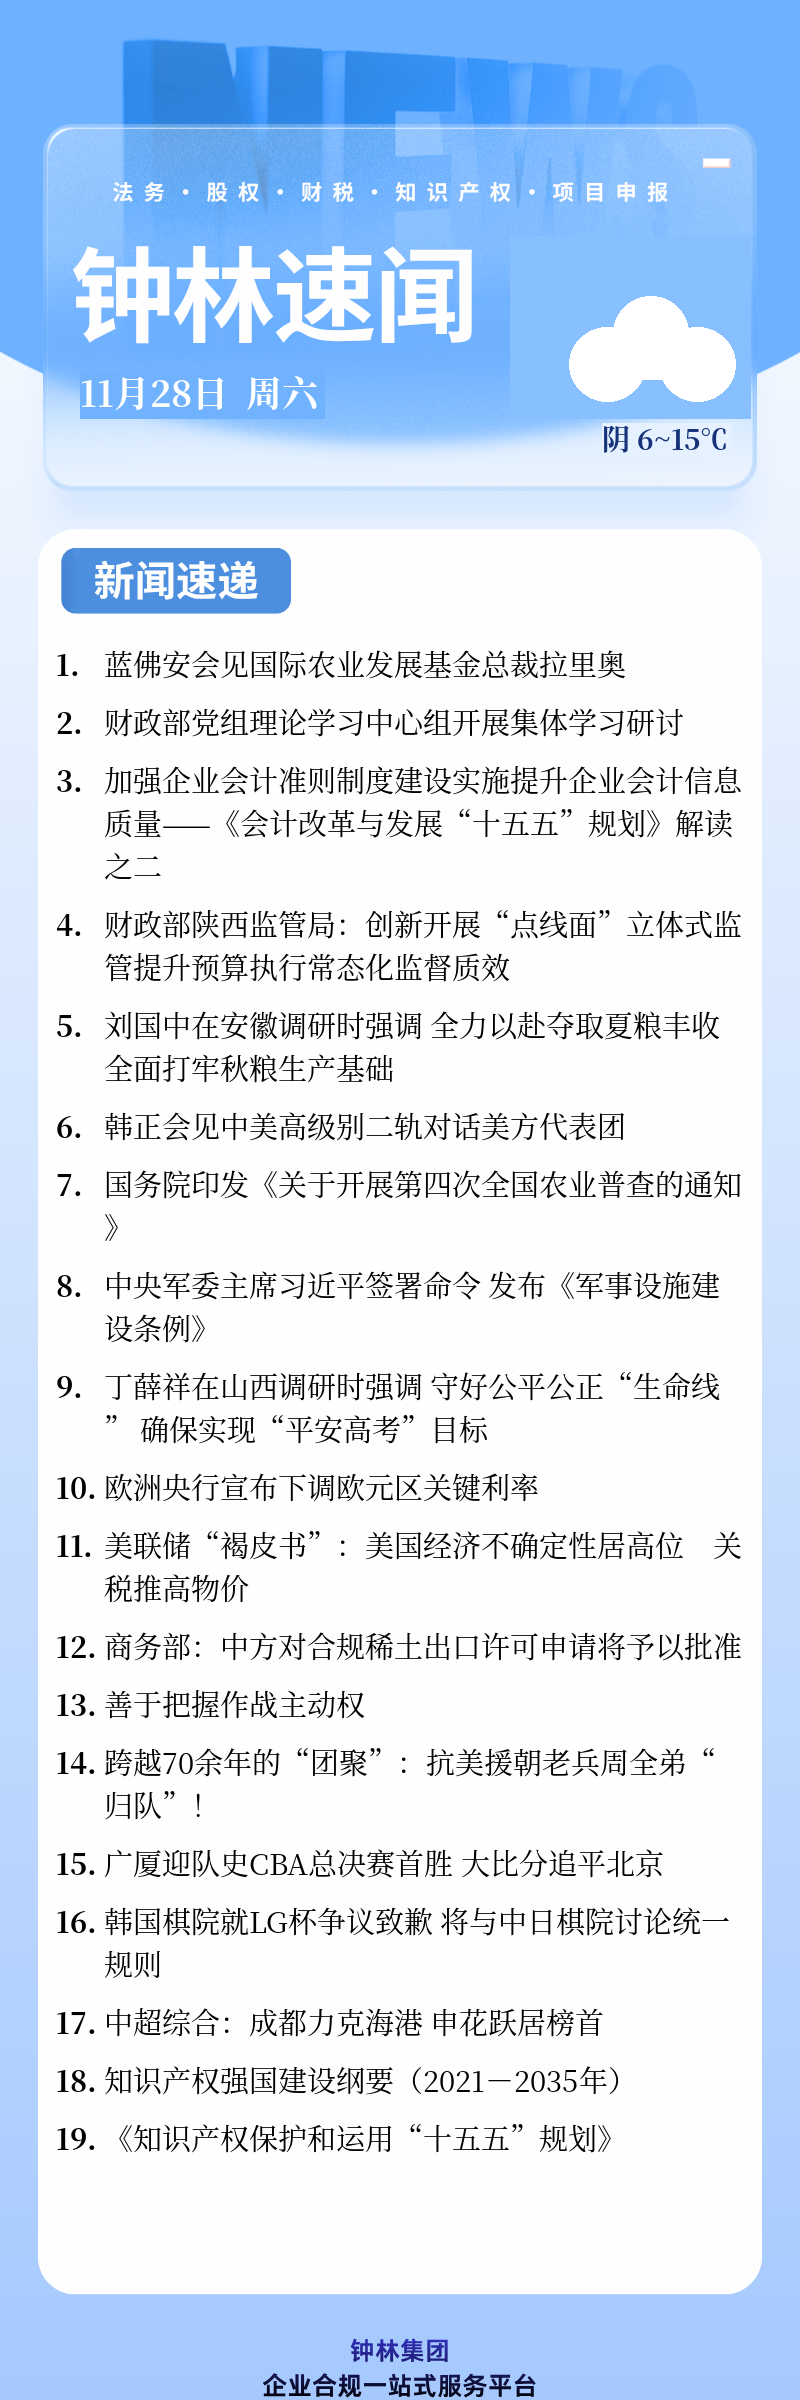 NEWS
法务·股权·财税·知识产权·项目申报
钟林速闻
11月28日 周六
阴 6~15℃
新闻速递
1. 蓝佛安会见国际农业发展基金总裁拉里奥
2. 财政部党组理论学习中心组开展集体学习研讨
3. 加强企业会计准则制度建设实施提升企业会计信息
质量——《会计改革与发展“十五五”规划》解读
之二
4. 财政部陕西监管局：创新开展“点线面”立体式监
管提升预算执行常态化监督质效
5. 刘国中在安徽调研时强调 全力以赴夺取夏粮丰收
全面打牢秋粮生产基础
6. 韩正会见中美高级别二轨对话美方代表团
7. 国务院印发《关于开展第四次全国农业普查的通知
》
8. 中央军委主席习近平签署命令 发布《军事设施建
设条例》
9. 丁薛祥在山西调研时强调 守好公平公正“生命线
” 确保实现“平安高考”目标
10. 欧洲央行宣布下调欧元区关键利率
11. 美联储“褐皮书”：美国经济不确定性居高位　关
税推高物价
12. 商务部：中方对合规稀土出口许可申请将予以批准
13. 善于把握作战主动权
14. 跨越70余年的“团聚”：抗美援朝老兵周全弟“
归队”！
15. 广厦迎队史CBA总决赛首胜 大比分追平北京
16. 韩国棋院就LG杯争议致歉 将与中日棋院讨论统一
规则
17. 中超综合：成都力克海港 申花跃居榜首
18. 知识产权强国建设纲要（2021－2035年）
19. 《知识产权保护和运用“十五五”规划》
钟林集团
企业合规一站式服务平台